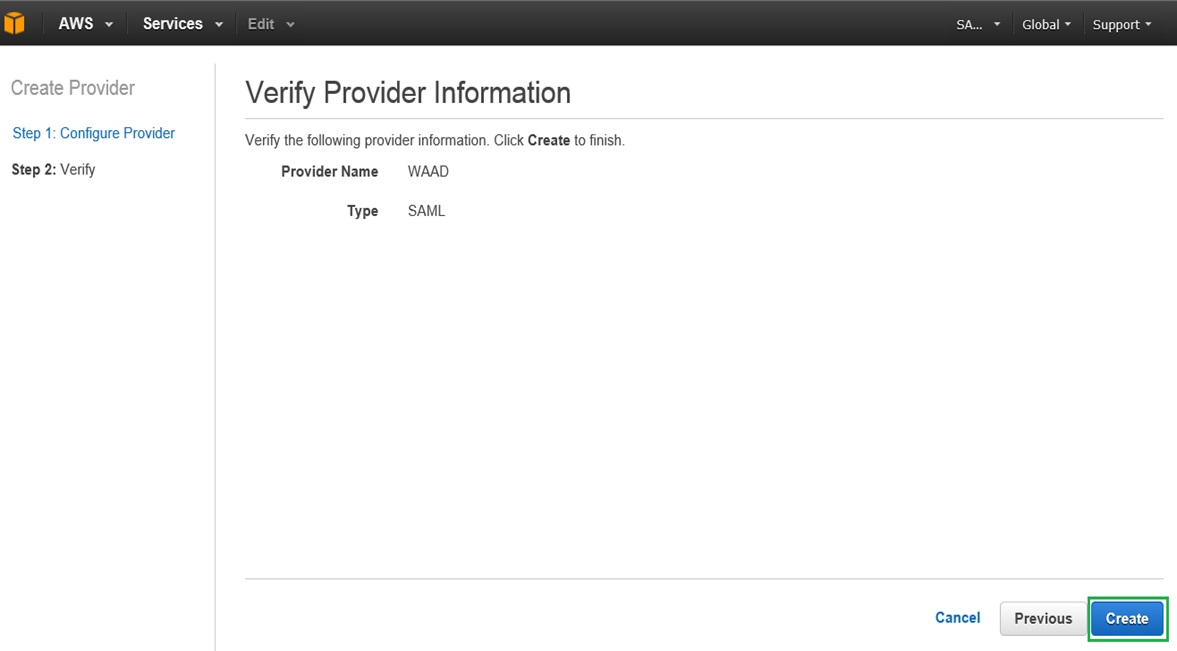 AWS Services Edit SA... Global Support
Create Provider
Step 1: Configure Provider
Step 2: Verify
Verify Provider Information
Verify the following provider information. Click Create to finish.
Provider Name WAAD
Type SAML
Cancel Previous Create